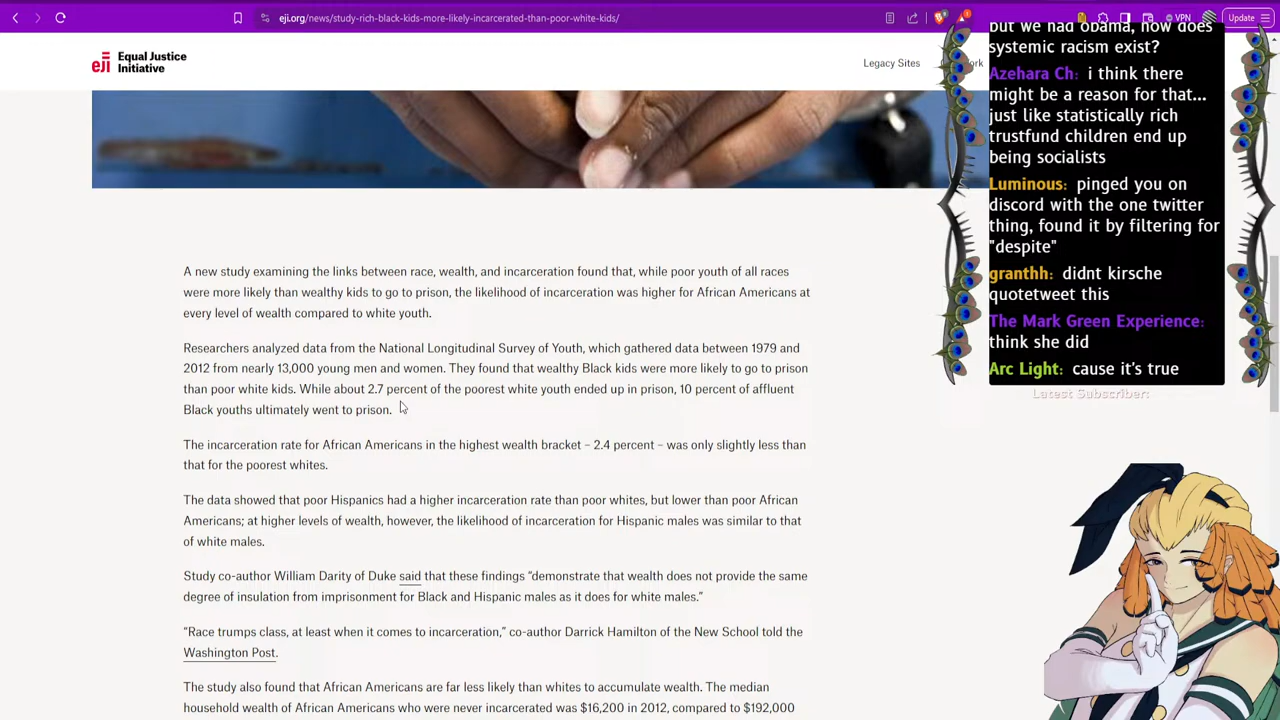 eji.org/news/study-rich-black-kids-more-likely-incarcerated-than-poor-white-kids/
VPN
Update
eji Equal Justice
Initiative
Legacy Sites
A new study examining the links between race, wealth, and incarceration found that, while poor youth of all races
were more likely than wealthy kids to go to prison, the likelihood of incarceration was higher for African Americans at
every level of wealth compared to white youth.
Researchers analyzed data from the National Longitudinal Survey of Youth, which gathered data between 1979 and
2012 from nearly 13,000 young men and women. They found that wealthy Black kids were more likely to go to prison
than poor white kids. While about 2.7 percent of the poorest white youth ended up in prison, 10 percent of affluent
Black youths ultimately went to prison.
The incarceration rate for African Americans in the highest wealth bracket – 2.4 percent – was only slightly less than
that for the poorest whites.
The data showed that poor Hispanics had a higher incarceration rate than poor whites, but lower than poor African
Americans; at higher levels of wealth, however, the likelihood of incarceration for Hispanic males was similar to that
of white males.
Study co-author William Darity of Duke said that these findings “demonstrate that wealth does not provide the same
degree of insulation from imprisonment for Black and Hispanic males as it does for white males.”
“Race trumps class, at least when it comes to incarceration,” co-author Darrick Hamilton of the New School told the
Washington Post.
The study also found that African Americans are far less likely than whites to accumulate wealth. The median
household wealth of African Americans who were never incarcerated was $16,200 in 2012, compared to $192,000
but we had obama, how does
systemic racism exist?
Azehara Ch: i think there
might be a reason for that...
just like statistically rich
trustfund children end up
being socialists
Luminous: pinged you on
discord with the one twitter
thing, found it by filtering for
"despite"
granthh: didnt kirsche
quotetweet this
The Mark Green Experience:
think she did
Arc Light: cause it's true
Latest Subscriber: